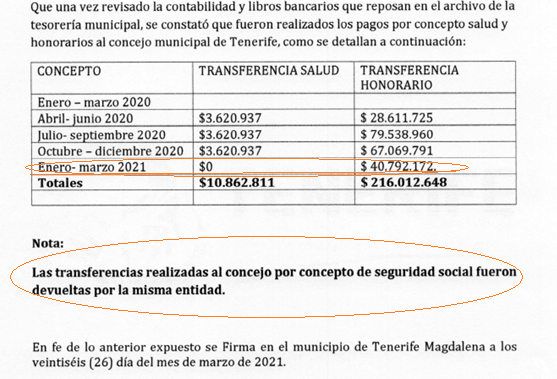 Que una vez revisado la contabilidad y libros bancarios que reposan en el archivo de la
tesorería municipal, se constató que fueron realizados los pagos por concepto salud y
honorarios al concejo municipal de Tenerife, como se detallan a continuación:
CONCEPTO TRANSFERENCIA SALUD TRANSFERENCIA
HONORARIO
Enero – marzo 2020
Abril- junio 2020 $3.620.937 $ 28.611.725
Julio- septiembre 2020 $3.620.937 $ 79.538.960
Octubre – diciembre 2020 $3.620.937 $ 67.069.791
Enero- marzo 2021 $0 $ 40.792.172.
Totales $10.862.811 $ 216.012.648
Nota:
Las transferencias realizadas al concejo por concepto de seguridad social fueron
devueltas por la misma entidad.
En fe de lo anterior expuesto se Firma en el municipio de Tenerife Magdalena a los
veintiséis (26) día del mes de marzo de 2021.